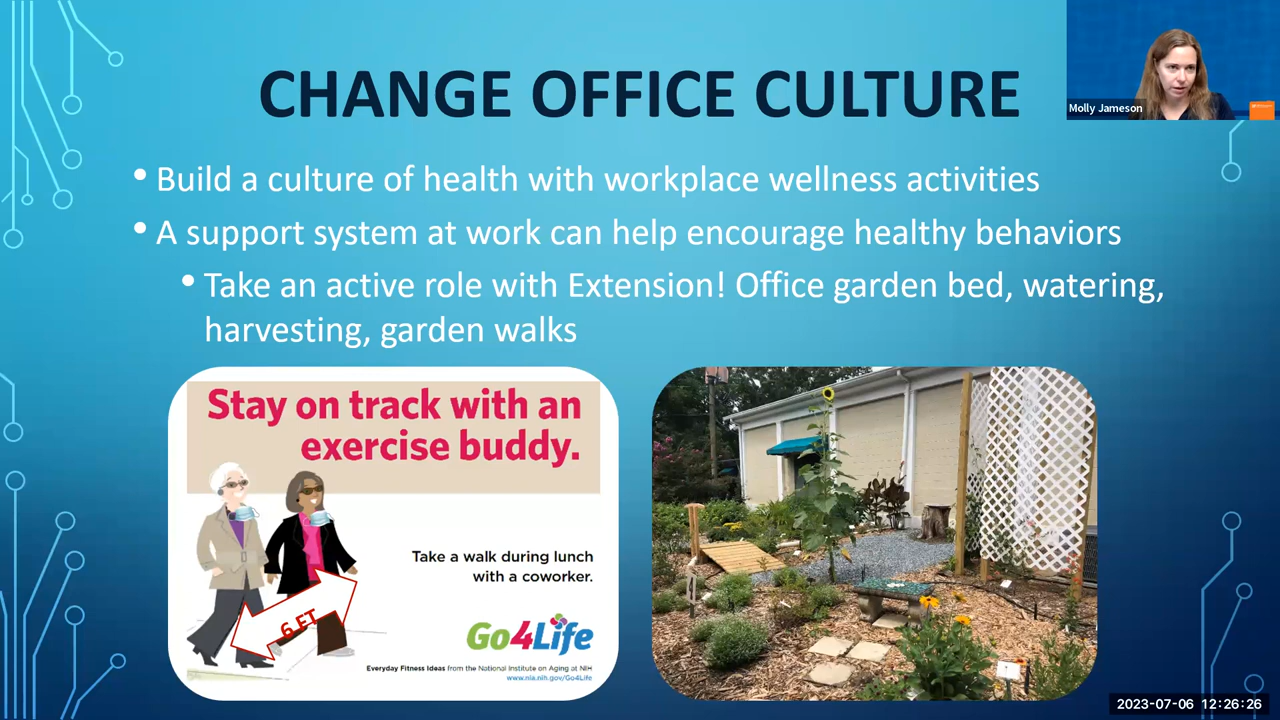 CHANGE OFFICE CULTURE
Molly Jameson
• Build a culture of health with workplace wellness activities
• A support system at work can help encourage healthy behaviors
• Take an active role with Extension! Office garden bed, watering,
harvesting, garden walks
Stay on track with an
exercise buddy.
Take a walk during lunch
with a coworker.
6 FT
Go4Life
Everyday Fitness Ideas from the National Institute on Aging at NIH
www.nia.nih.gov/Go4Life
2023-07-06 12:26:26